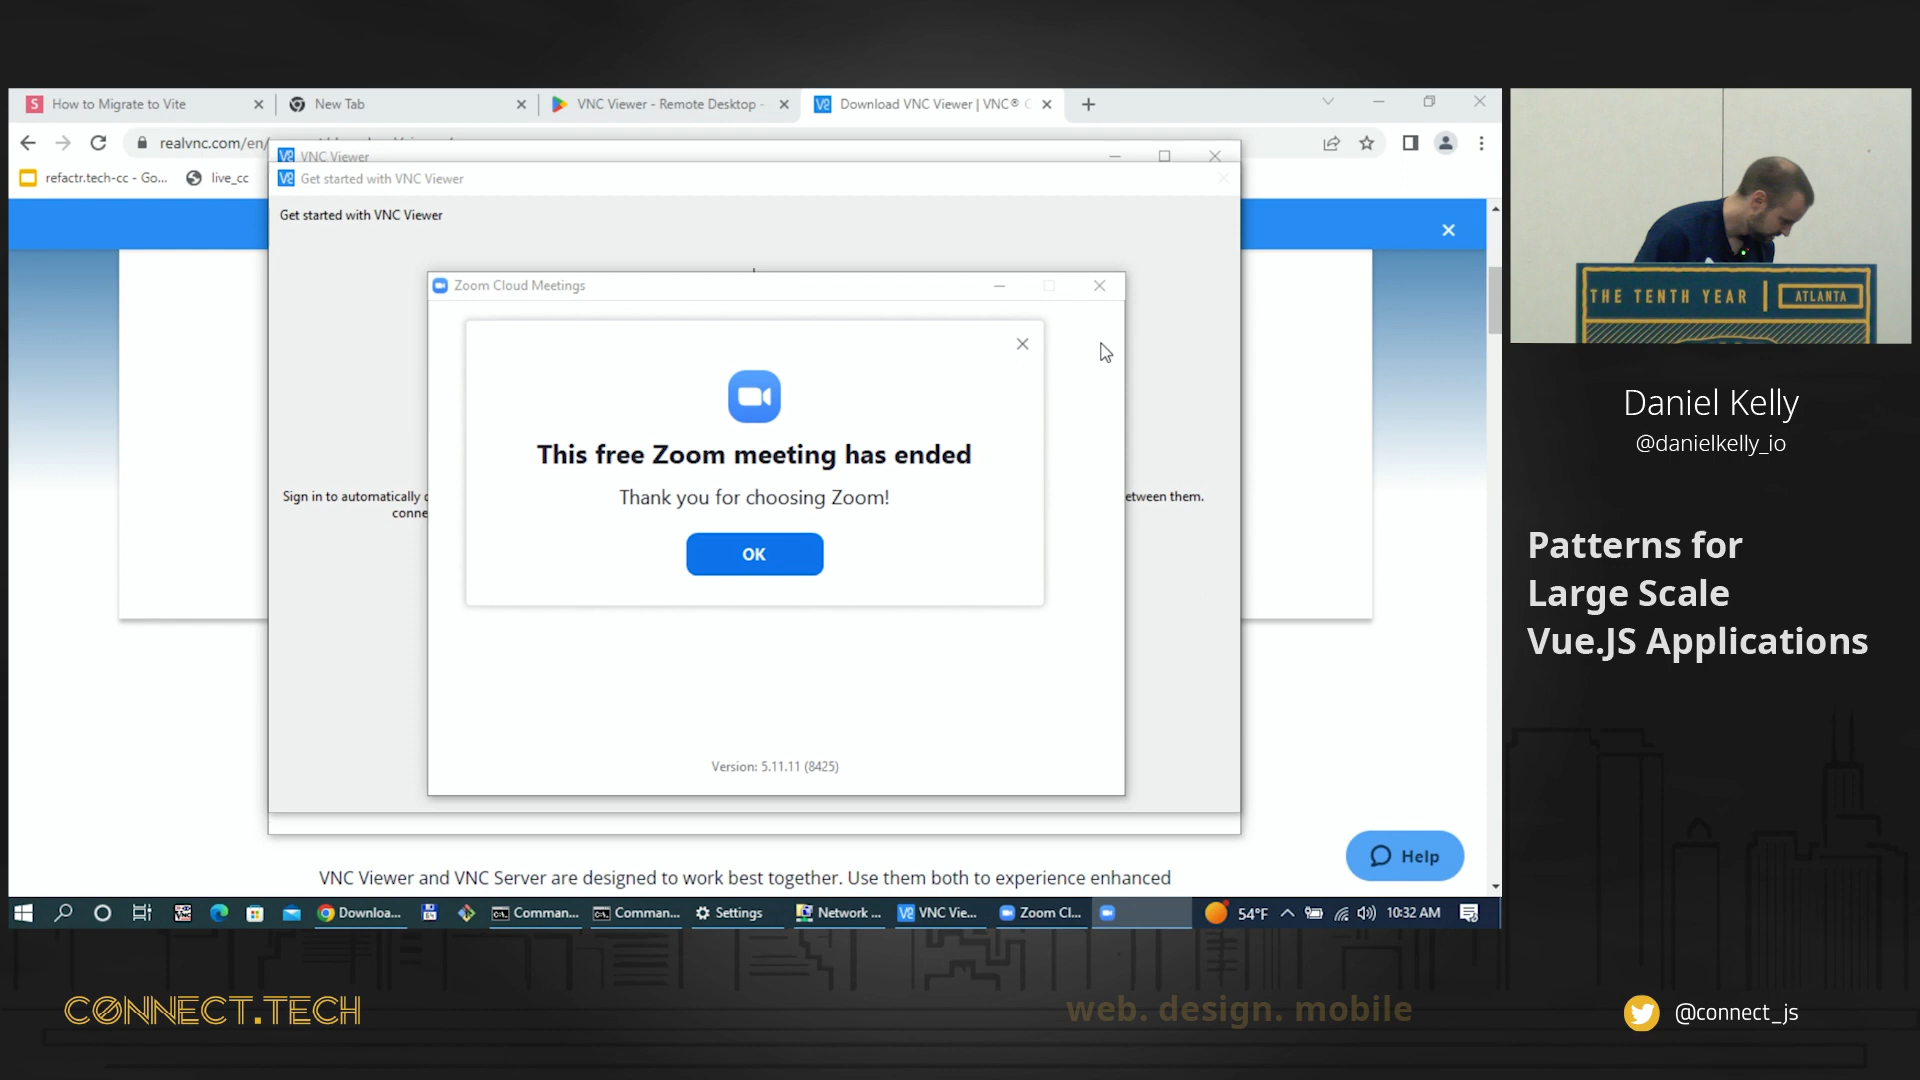 How to Migrate to Vite
New Tab
VNC Viewer - Remote Desktop -
Download VNC Viewer | VNC® C
realvnc.com/en/
refactr.tech-cc - Go...
live_cc
VNC Viewer
Get started with VNC Viewer
Get started with VNC Viewer
Zoom Cloud Meetings
This free Zoom meeting has ended
Thank you for choosing Zoom!
OK
Version: 5.11.11 (8425)
Sign in to automatically
etween them.
conne
Help
VNC Viewer and VNC Server are designed to work best together. Use them both to experience enhanced
Downloa...
Comman...
Comman...
Settings
Network ...
VNC Vie...
Zoom Cl...
54°F
10:32 AM
THE TENTH YEAR | ATLANTA
Daniel Kelly
@danielkelly_io
Patterns for
Large Scale
Vue.JS Applications
CONNECT.TECH
web. design. mobile
@connect_js